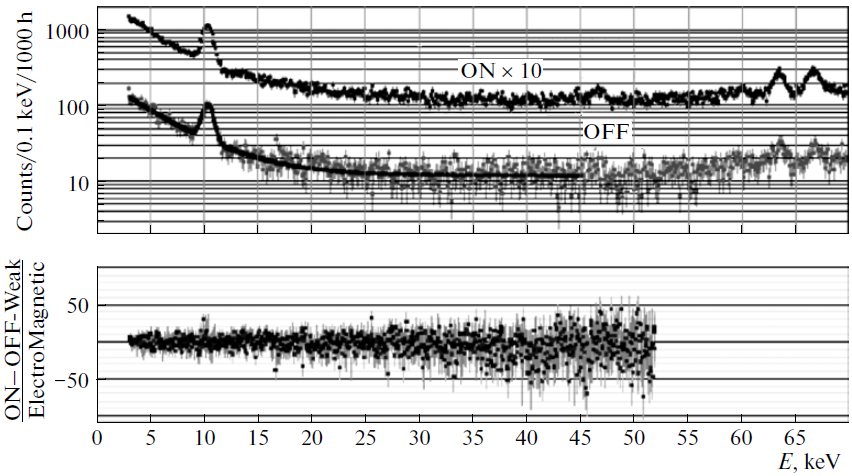 Counts/0.1 keV/1000 h
1000
100
10
ON × 10
OFF
ON−OFF-Weak
ElectroMagnetic
50
−50
0 5 10 15 20 25 30 35 40 45 50 55 60 65
E, keV